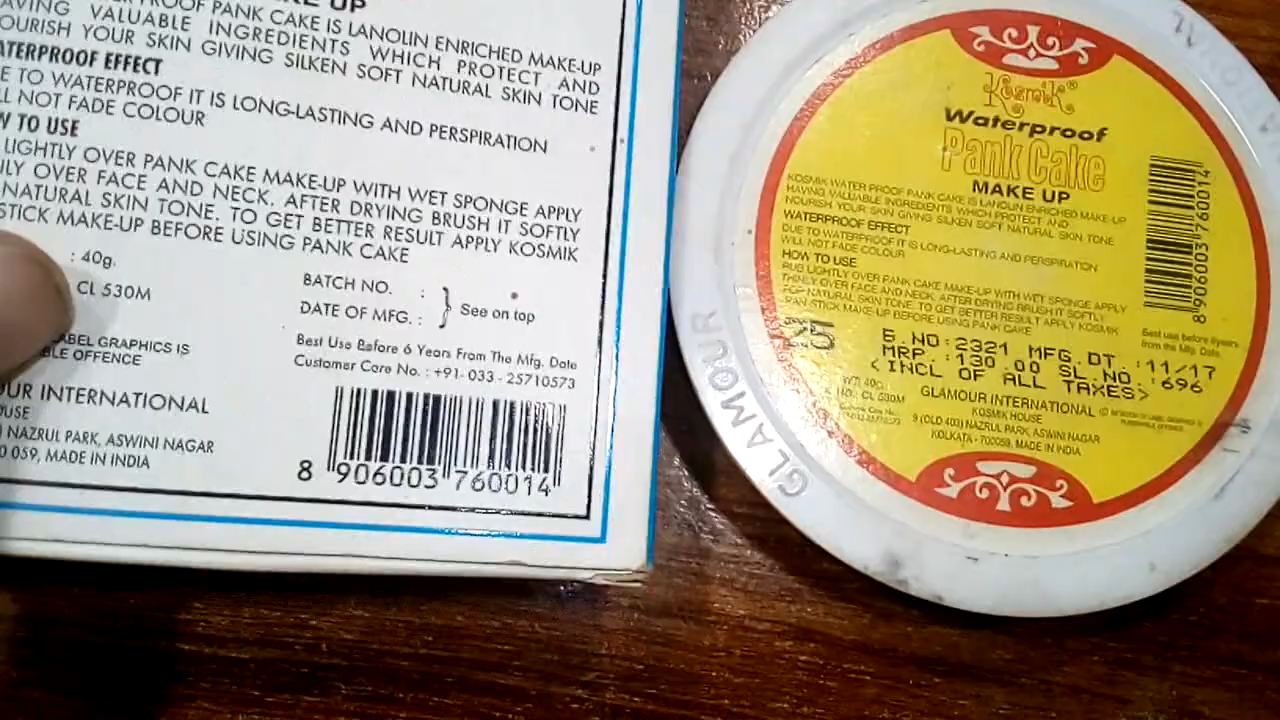 KE UP
PANK CAKE IS LANOLIN ENRICHED MAKE-UP
AVING VALUABLE INGREDIENTS WHICH PROTECT AND
OURISH YOUR SKIN GIVING SILKEN SOFT NATURAL SKIN TONE
ATERPROOF EFFECT
E TO WATERPROOF IT IS LONG-LASTING AND PERSPIRATION
LL NOT FADE COLOUR
W TO USE
LIGHTLY OVER PANK CAKE MAKE-UP WITH WET SPONGE APPLY
ILY OVER FACE AND NECK. AFTER DRYING BRUSH IT SOFTLY
NATURAL SKIN TONE. TO GET BETTER RESULT APPLY KOSMIK
STICK MAKE-UP BEFORE USING PANK CAKE
: 40g.
CL 530M
BATCH NO. :
DATE OF MFG. :
See on top
Best Use Before 6 Years From The Mfg. Date
Customer Care No. : +91- 033 - 25710573
ABEL GRAPHICS IS
BLE OFFENCE
UR INTERNATIONAL
USE
) NAZRUL PARK, ASWINI NAGAR
0 059, MADE IN INDIA
8 906003 760014
Kosmik®
Waterproof
Pank Cake
MAKE UP
KOSMIK WATER PROOF PANK CAKE IS LANOLIN ENRICHED MAKE-UP
HAVING VALUABLE INGREDIENTS WHICH PROTECT AND
NOURISH YOUR SKIN GIVING SILKEN SOFT NATURAL SKIN TONE
WATERPROOF EFFECT
DUE TO WATERPROOF IT IS LONG-LASTING AND PERSPIRATION
WILL NOT FADE COLOUR
HOW TO USE
RUB LIGHTLY OVER PANK CAKE MAKE-UP WITH WET SPONGE APPLY
THINLY OVER FACE AND NECK. AFTER DRYING BRUSH IT SOFTLY
FOR NATURAL SKIN TONE. TO GET BETTER RESULT APPLY KOSMIK
PAN STICK MAKE-UP BEFORE USING PANK CAKE
8 906003 760014
Best use before 6years
from the Mfg. Date.
25
B.NO:2321 MFG.DT :11/17
MRP.:130.00 SL.NO.:696
<INCL OF ALL TAXES>
WT. 40g.
NO. CL 530M
GLAMOUR INTERNATIONAL
KOSMIK HOUSE
9 (OLD 403) NAZRUL PARK, ASWINI NAGAR
KOLKATA - 700059, MADE IN INDIA
GLAMOUR